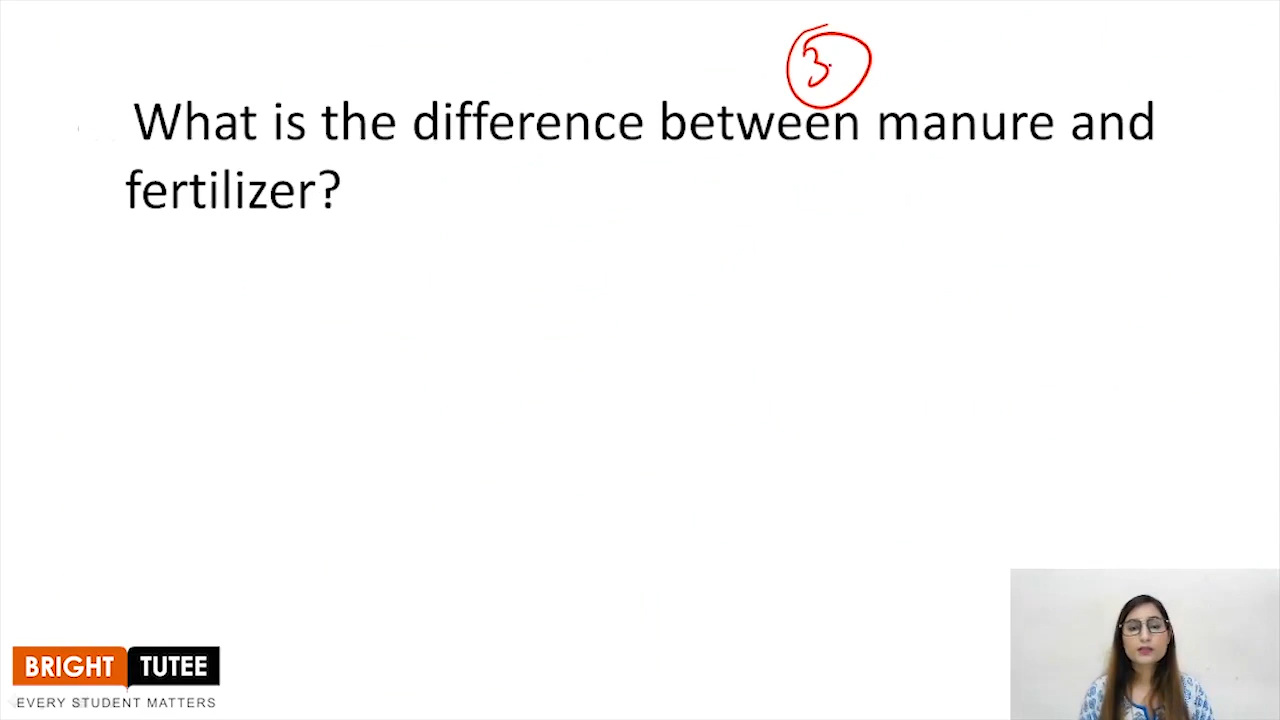 3.
What is the difference between manure and
fertilizer?
BRIGHT TUTEE
EVERY STUDENT MATTERS